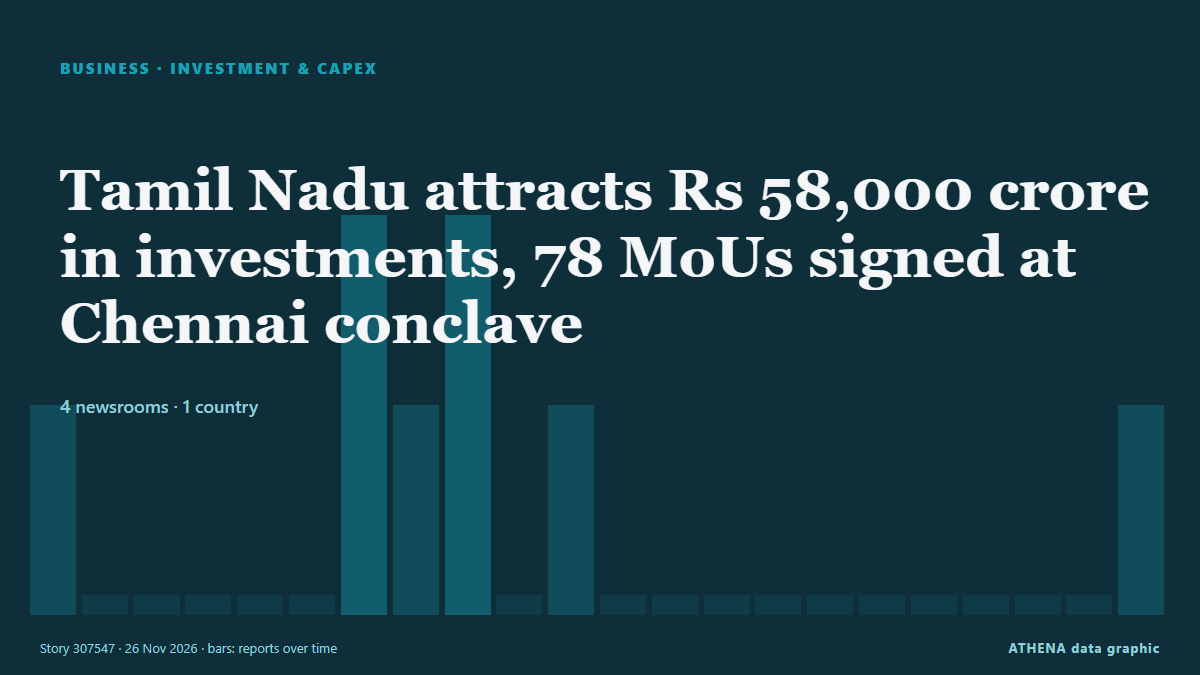 BUSINESS · INVESTMENT & CAPEX
Tamil Nadu attracts Rs 58,000 crore
in investments, 78 MoUs signed at
Chennai conclave
4 newsrooms · 1 country
Story 307547 · 26 Nov 2026 · bars: reports over time
ATHENA data graphic